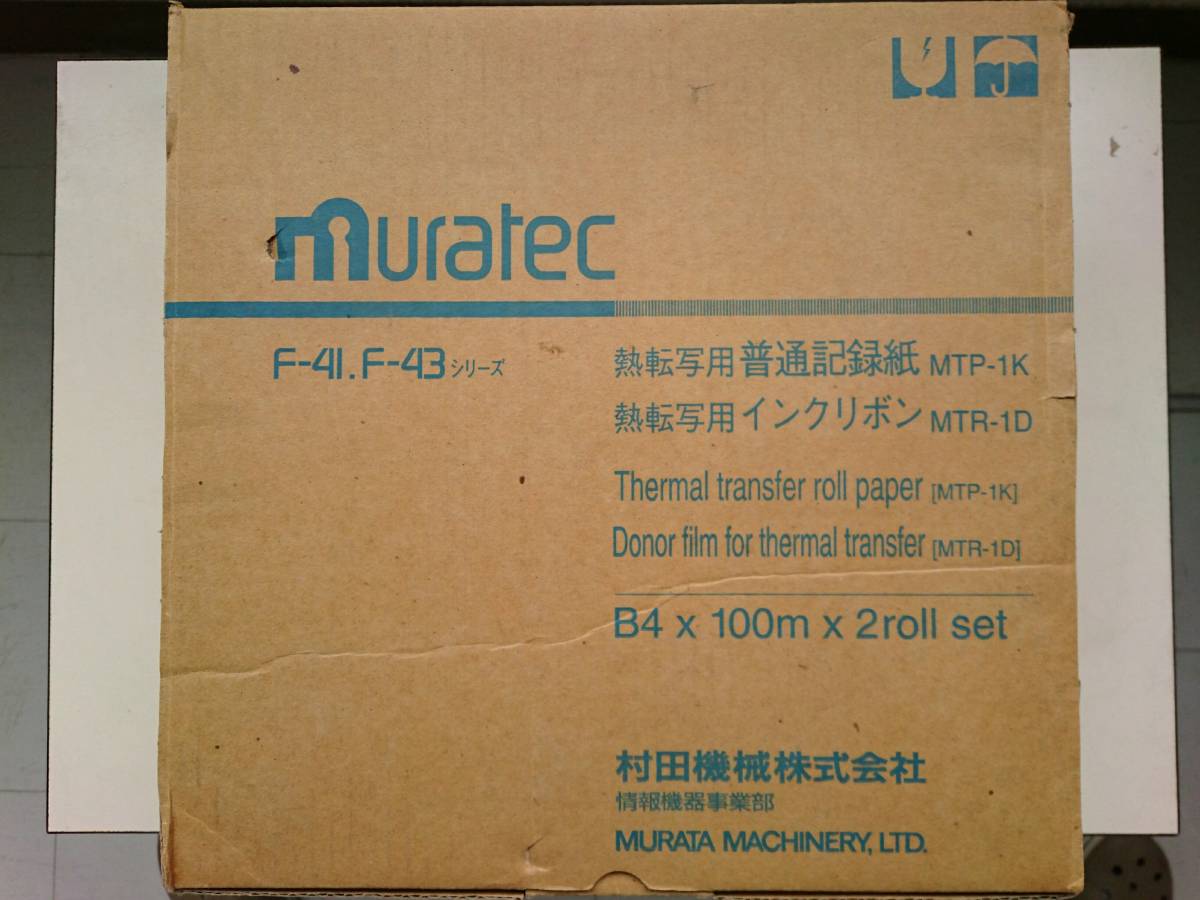 muratec
F-41. F-43 シリーズ
熱転写用普通記録紙 MTP-1K
熱転写用インクリボン MTR-1D
Thermal transfer roll paper [MTP-1K]
Donor film for thermal transfer [MTR-1D]
B4 x 100m x 2roll set
村田機械株式会社
情報機器事業部
MURATA MACHINERY, LTD.